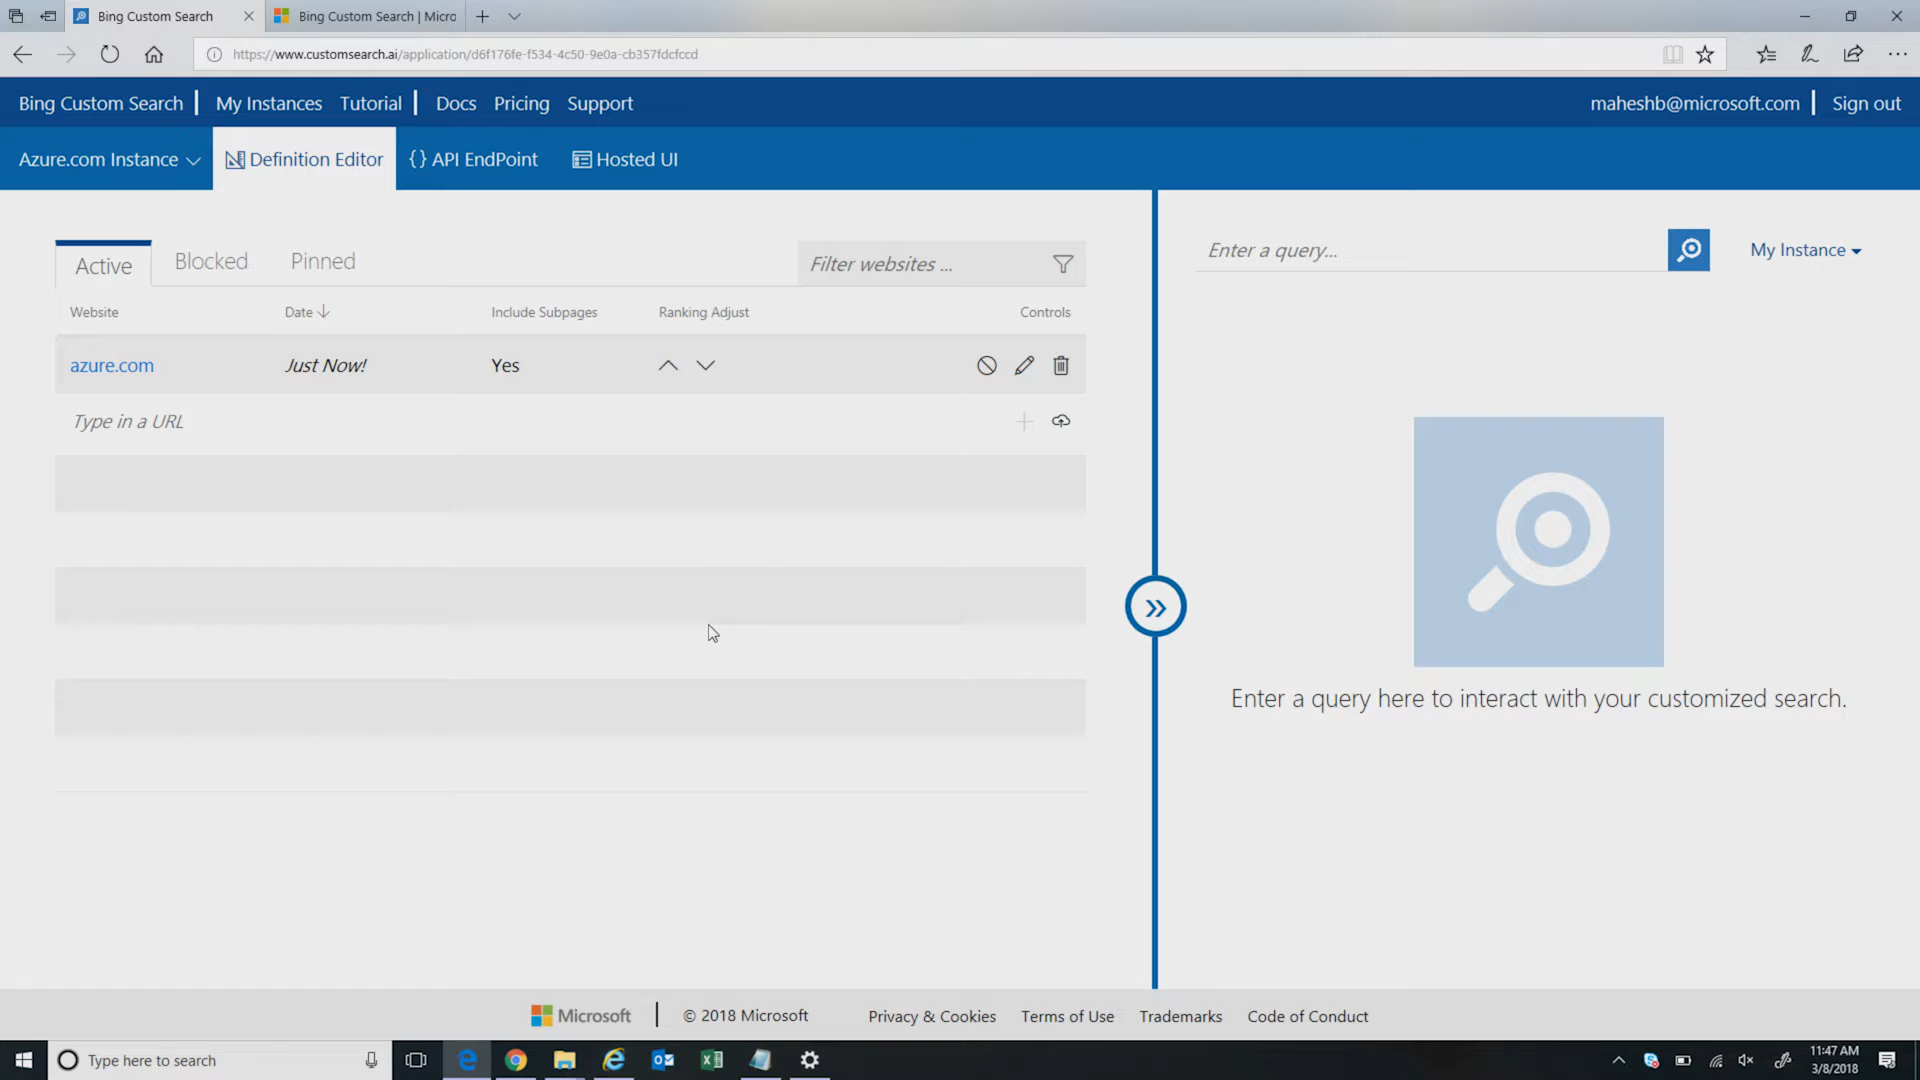 Bing Custom Search
Bing Custom Search | Micro
https://www.customsearch.ai/application/d6f176fe-f534-4c50-9e0a-cb357fdcfccd
Bing Custom Search | My Instances Tutorial | Docs Pricing Support
maheshb@microsoft.com | Sign out
Azure.com Instance
Definition Editor
{} API EndPoint
Hosted UI
Active Blocked Pinned
Filter websites ...
Website Date Include Subpages Ranking Adjust Controls
azure.com Just Now! Yes
Type in a URL
Enter a query...
My Instance
Enter a query here to interact with your customized search.
Microsoft | © 2018 Microsoft Privacy & Cookies Terms of Use Trademarks Code of Conduct
Type here to search
11:47 AM
3/8/2018